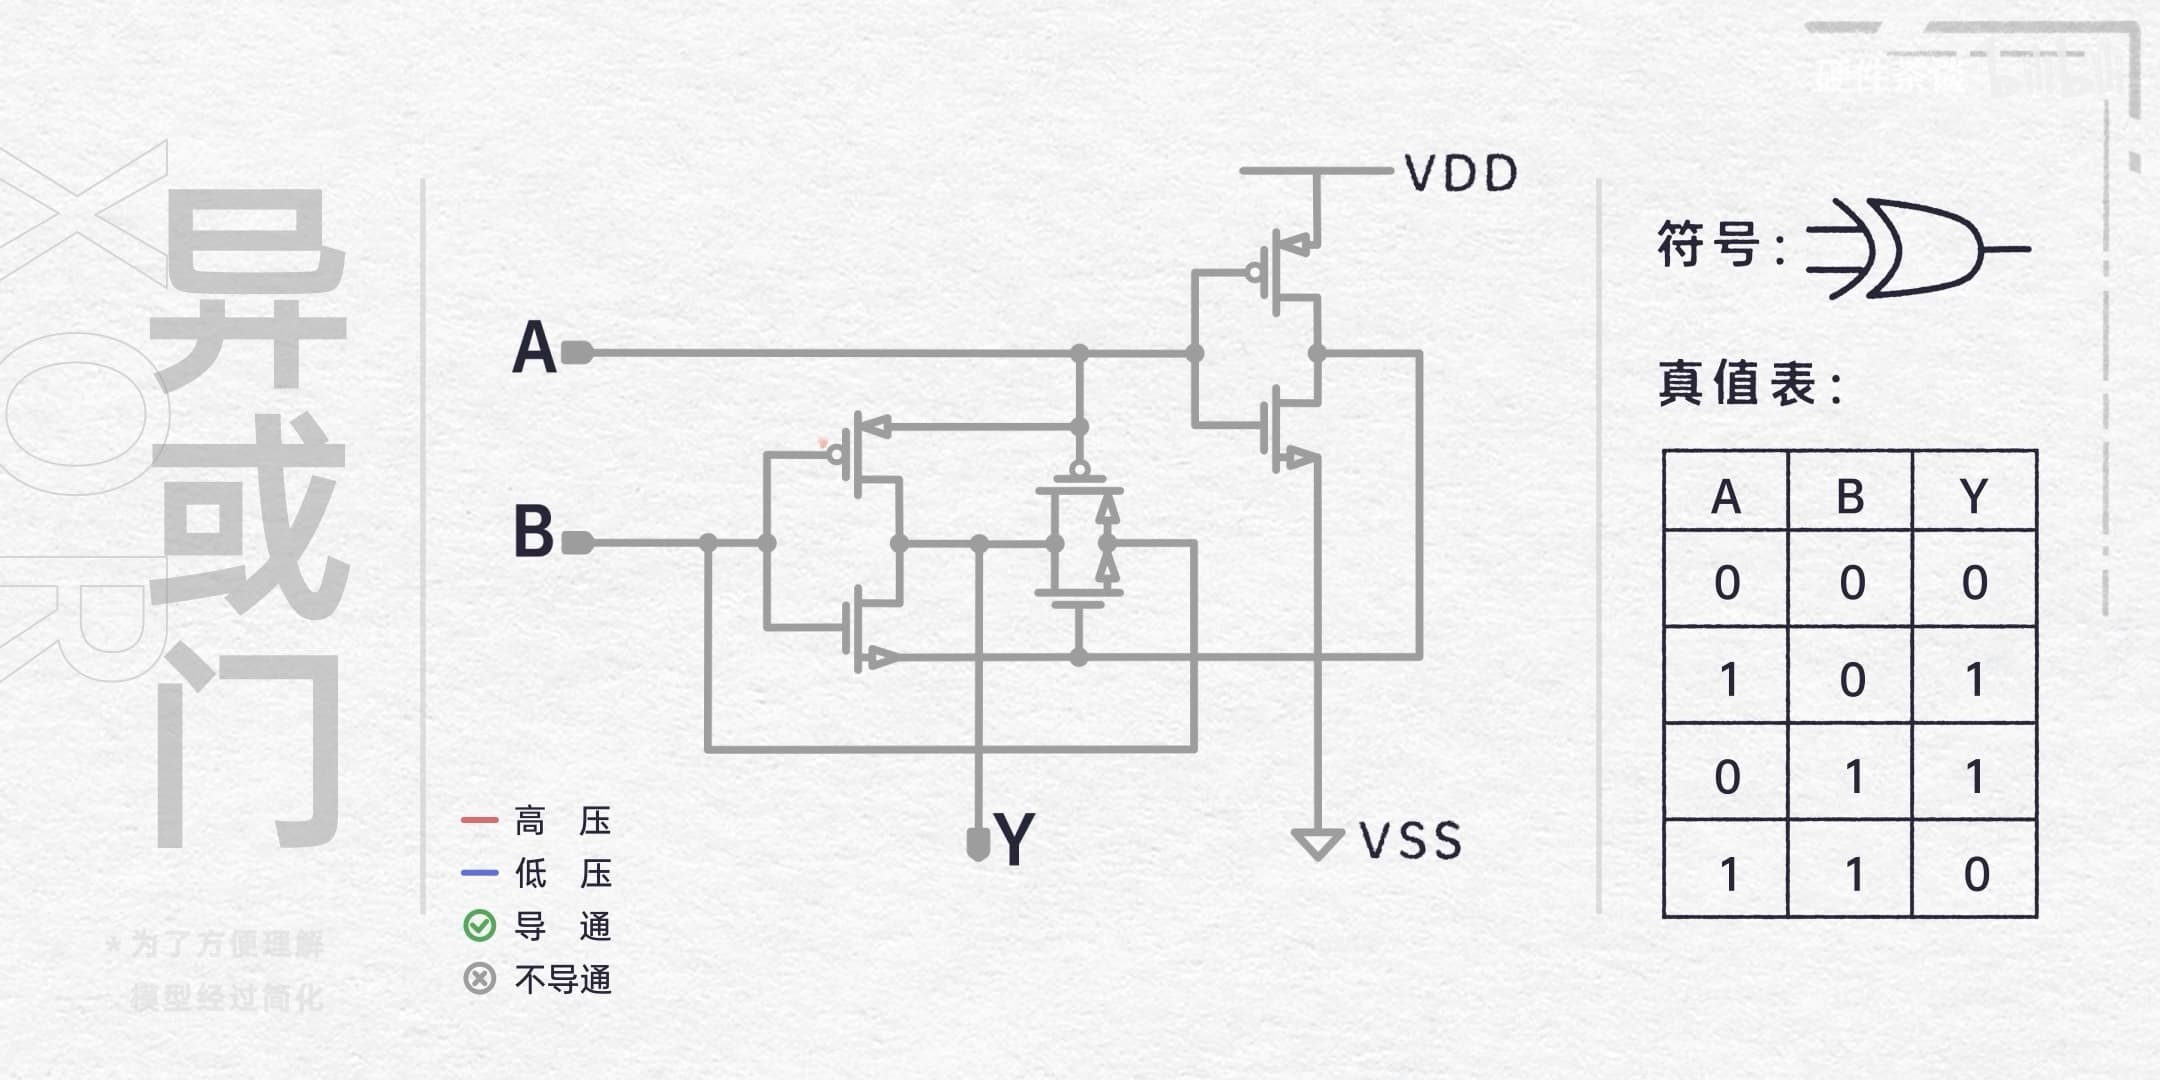 XOR
异或门
* 为了方便理解
模型经过简化
VDD
A
B
Y
VSS
高 压
低 压
导 通
不导通
符号:
真值表:
A B Y
0 0 0
1 0 1
0 1 1
1 1 0